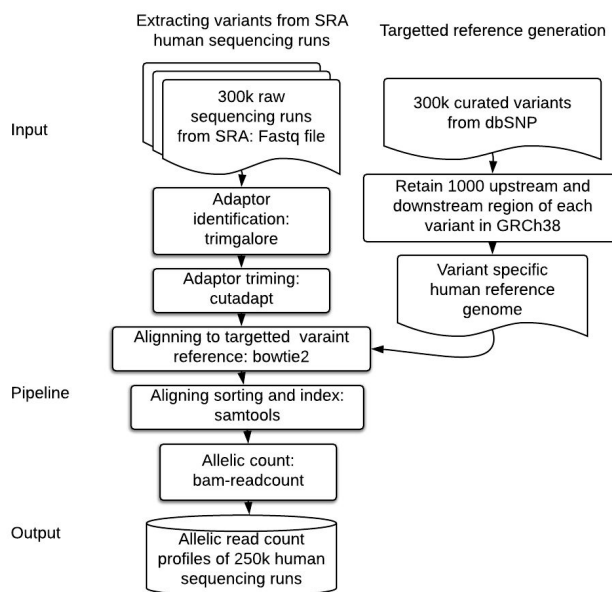 Extracting variants from SRA
human sequencing runs
Targetted reference generation
Input
300k raw
sequencing runs
from SRA: Fastq file
300k curated variants
from dbSNP
Adaptor
identification:
trimgalore
Retain 1000 upstream and
downstream region of each
variant in GRCh38
Adaptor triming:
cutadapt
Variant specific
human reference
genome
Alignning to targetted varaint
reference: bowtie2
Pipeline
Aligning sorting and index:
samtools
Allelic count:
bam-readcount
Output
Allelic read count
profiles of 250k human
sequencing runs